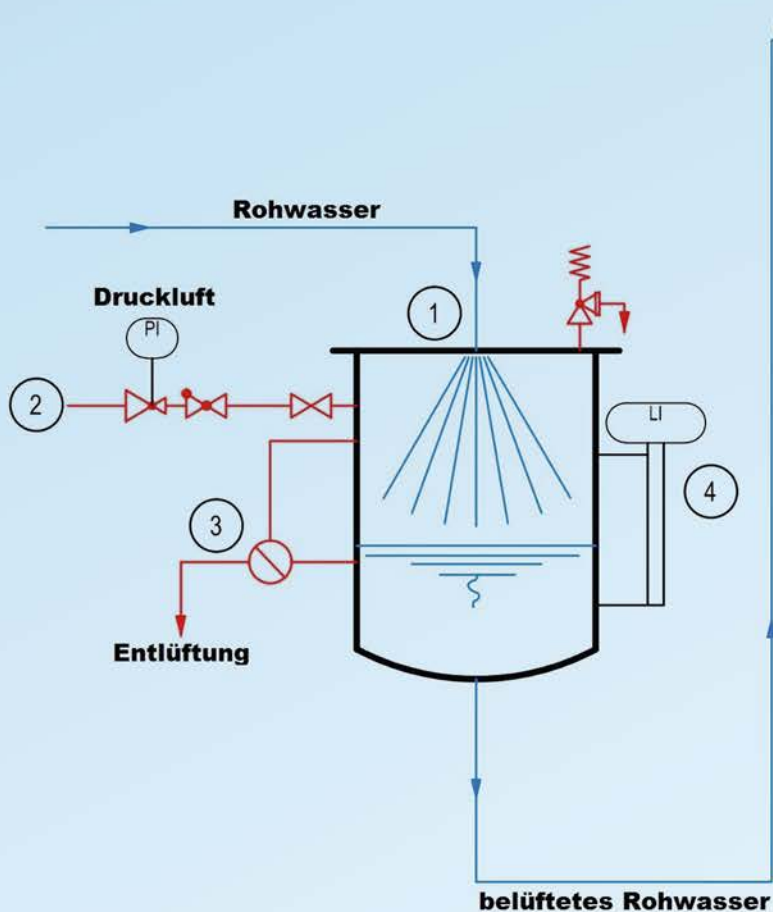 Rohwasser
Druckluft
PI
1
2
LI
4
3
Entlüftung
belüftetes Rohwasser